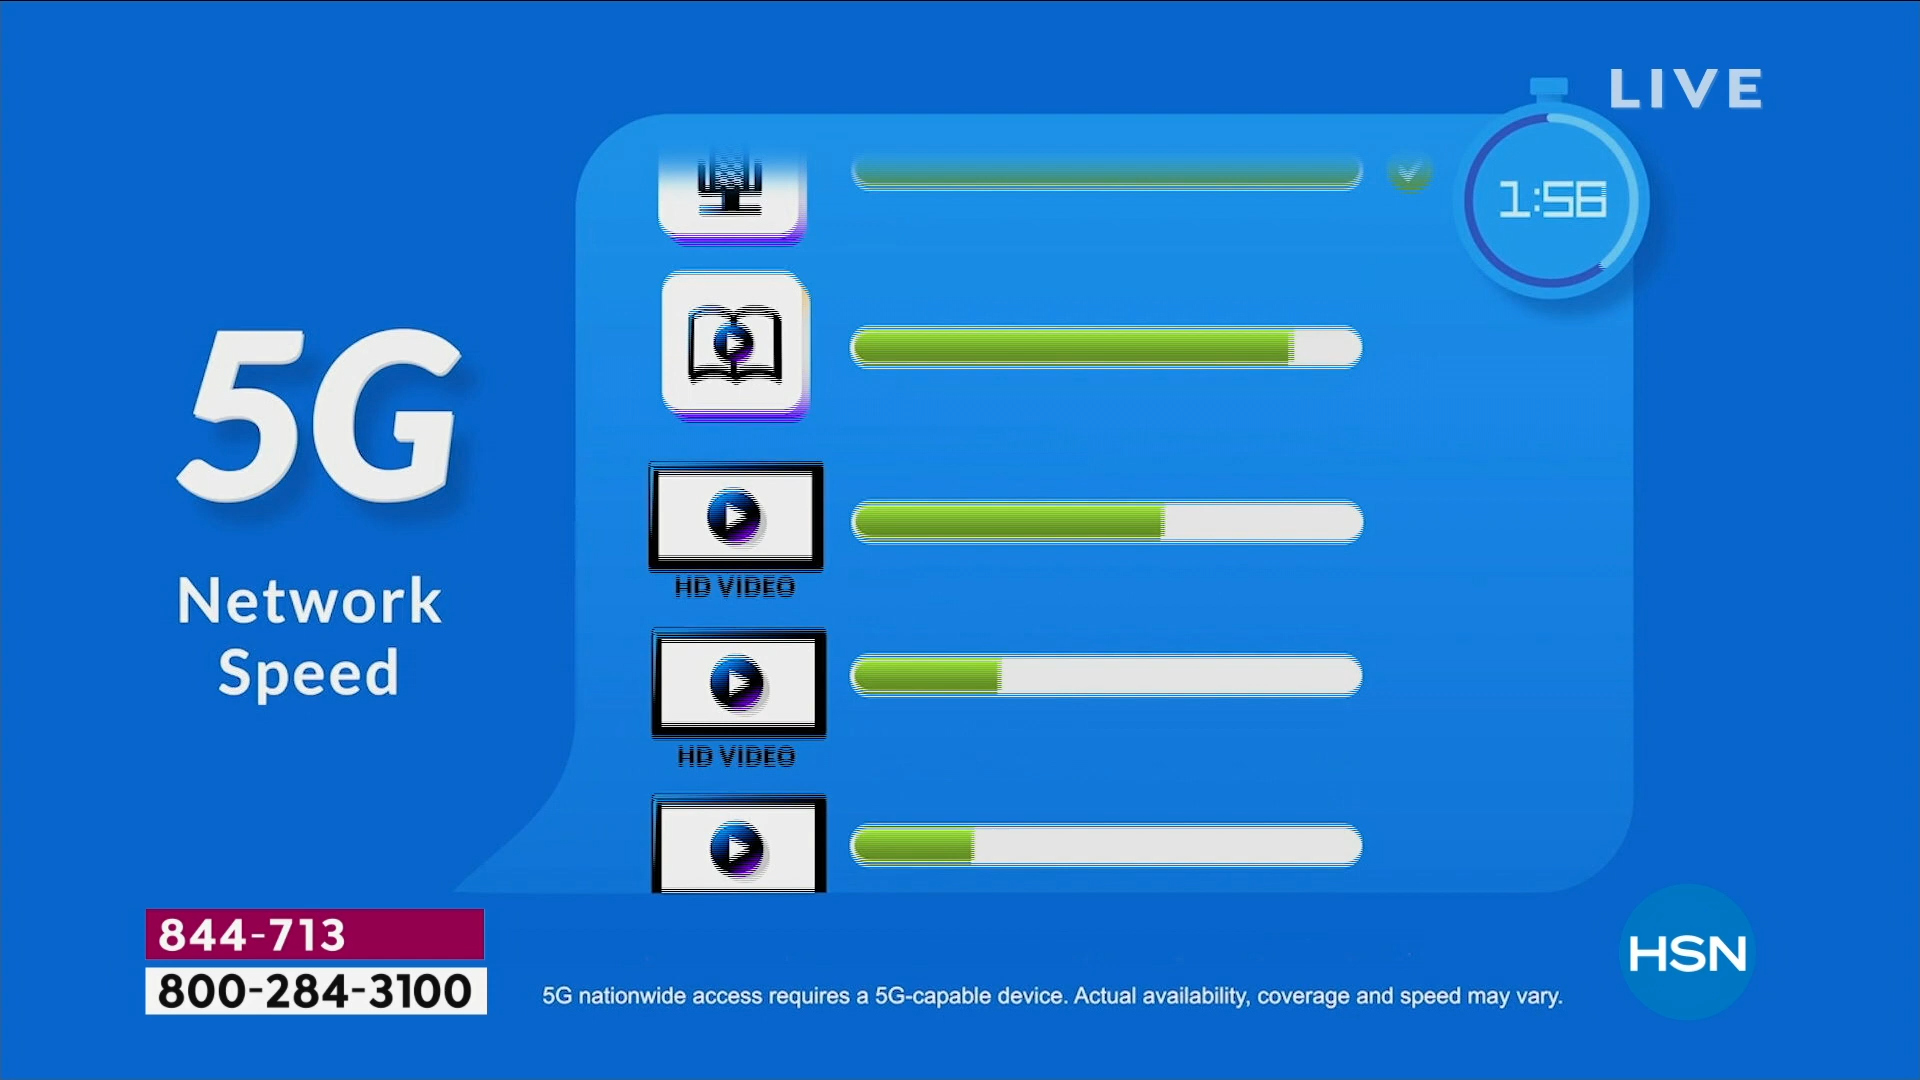 LIVE
1:58
5G
Network
Speed
HD VIDEO
HD VIDEO
844-713
800-284-3100
5G nationwide access requires a 5G-capable device. Actual availability, coverage and speed may vary.
HSN